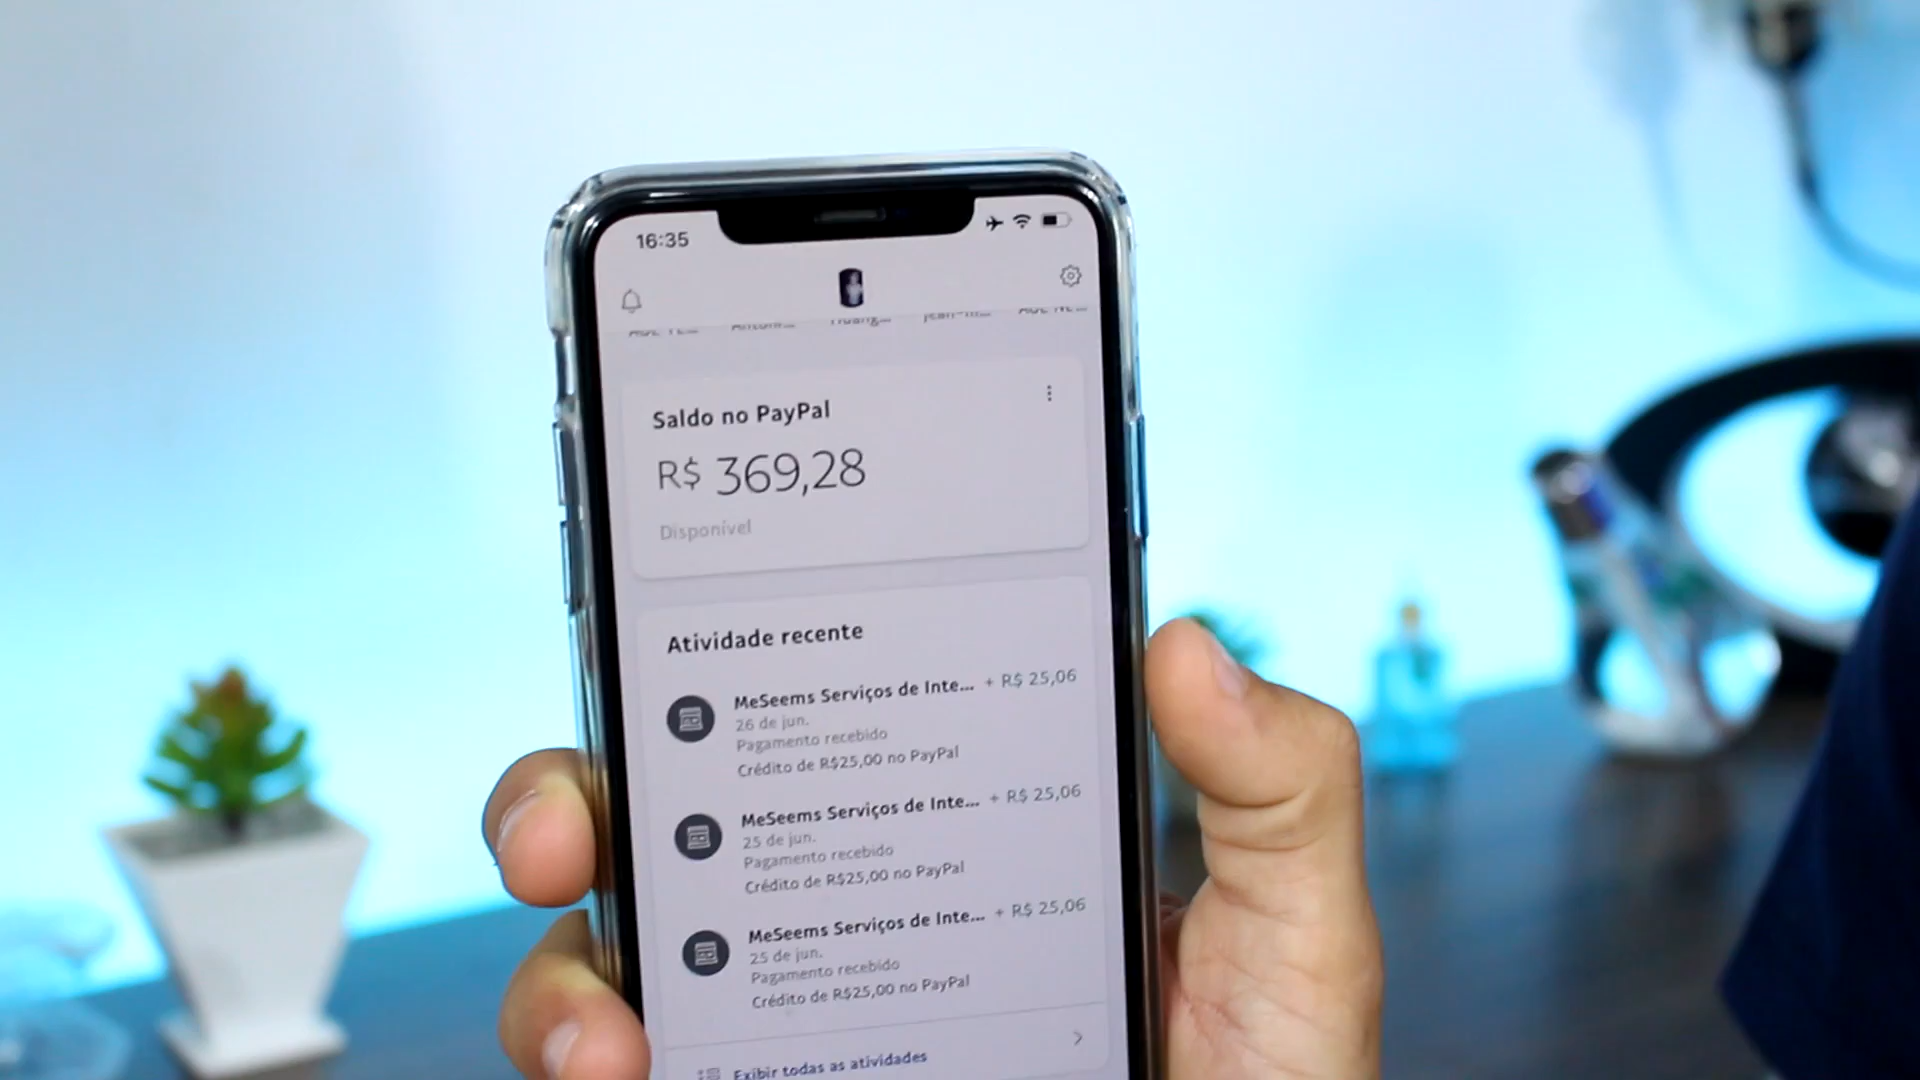 16:35
Saldo no PayPal
R$ 369,28
Disponível
Atividade recente
MeSeems Serviços de Inte... + R$ 25,06
26 de jun.
Pagamento recebido
Crédito de R$25,00 no PayPal
MeSeems Serviços de Inte... + R$ 25,06
25 de jun.
Pagamento recebido
Crédito de R$25,00 no PayPal
MeSeems Serviços de Inte... + R$ 25,06
25 de jun.
Pagamento recebido
Crédito de R$25,00 no PayPal
Exibir todas as atividades